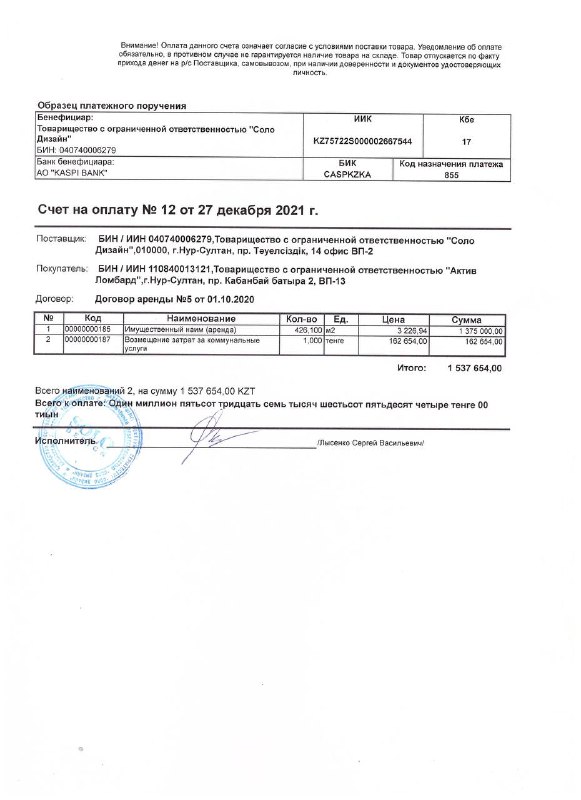 Внимание! Оплата данного счета означает согласие с условиями поставки товара. Уведомление об оплате
обязательно, в противном случае не гарантируется наличие товара на складе. Товар отпускается по факту
прихода денег на р/с Поставщика, самовывозом, при наличии доверенности и документов удостоверяющих
личность.
Образец платежного поручения
Бенефициар: ИИК Кбе
Товарищество с ограниченной ответственностью "Соло
Дизайн" KZ75722S000002667544 17
БИН: 040740006279
Банк бенефициара: БИК Код назначения платежа
АО "KASPI BANK" CASPKZKA 855
Счет на оплату № 12 от 27 декабря 2021 г.
Поставщик: БИН / ИИН 040740006279,Товарищество с ограниченной ответственностью "Соло
Дизайн",010000, г.Нур-Султан, пр. Тәуелсіздік, 14 офис ВП-2
Покупатель: БИН / ИИН 110840013121,Товарищество с ограниченной ответственностью "Актив
Ломбард",г.Нур-Султан, пр. Кабанбай батыра 2, ВП-13
Договор: Договор аренды №5 от 01.10.2020
№ Код Наименование Кол-во Ед. Цена Сумма
1 00000000185 Имущественный наим (аренда) 426,100 м2 3 226,94 1 375 000,00
2 00000000187 Возмещение затрат за коммунальные 1,000 тенге 162 654,00 162 654,00
услуги
Итого: 1 537 654,00
Всего наименований 2, на сумму 1 537 654,00 KZT
Всего к оплате: Один миллион пятьсот тридцать семь тысяч шестьсот пятьдесят четыре тенге 00
тиын
Исполнитель /Лысенко Сергей Васильевич/